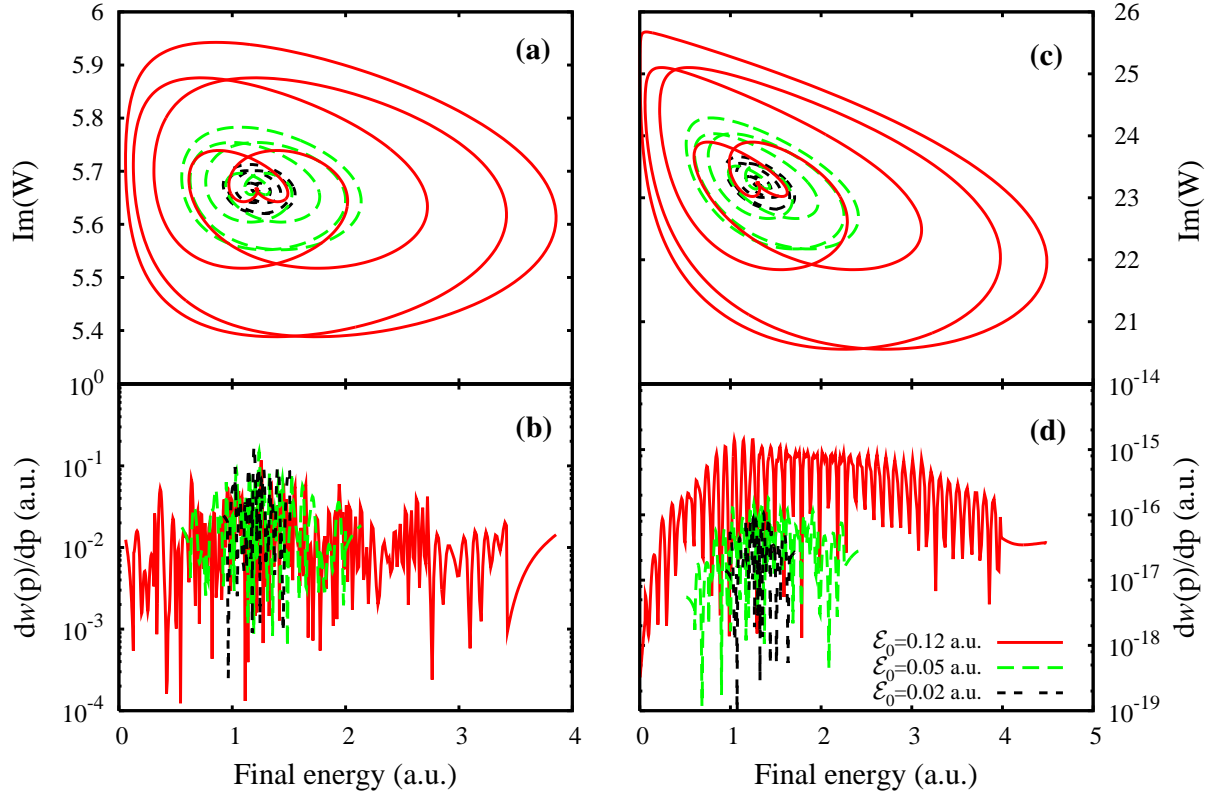 (a)
Im(W)
6
5.9
5.8
5.7
5.6
5.5
5.4
(c)
26
25
24
23
22
21
Im(W)
(b)
dw(p)/dp (a.u.)
10^0
10^-1
10^-2
10^-3
10^-4
0 1 2 3 4
Final energy (a.u.)
(d)
ℰ₀=0.12 a.u.
ℰ₀=0.05 a.u.
ℰ₀=0.02 a.u.
10^-14
10^-15
10^-16
10^-17
10^-18
10^-19
dw(p)/dp (a.u.)
0 1 2 3 4 5
Final energy (a.u.)